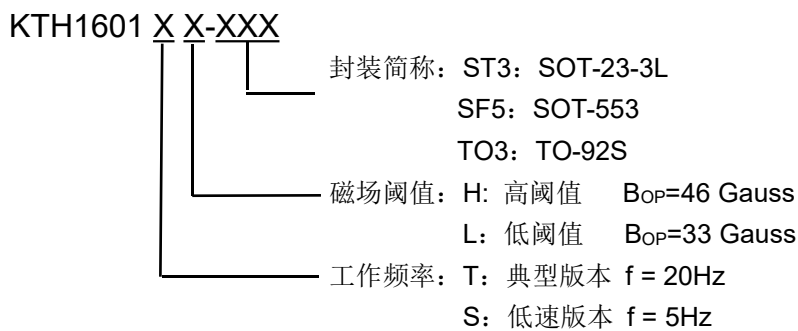 KTH1601 X X-XXX
封装简称：ST3：SOT-23-3L
SF5：SOT-553
TO3：TO-92S
磁场阈值：H: 高阈值 BOP=46 Gauss
L：低阈值 BOP=33 Gauss
工作频率：T：典型版本 f = 20Hz
S：低速版本 f = 5Hz